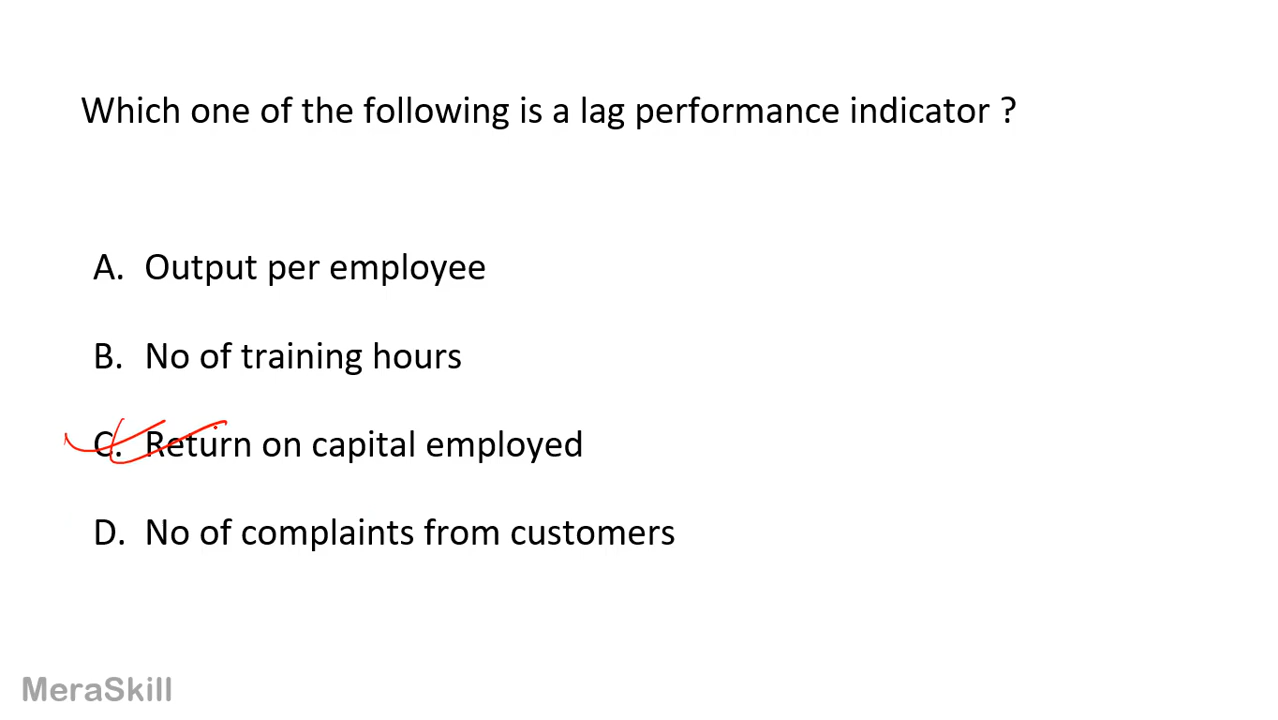 Which one of the following is a lag performance indicator ?
A. Output per employee
B. No of training hours
C. Return on capital employed
D. No of complaints from customers
MeraSkill